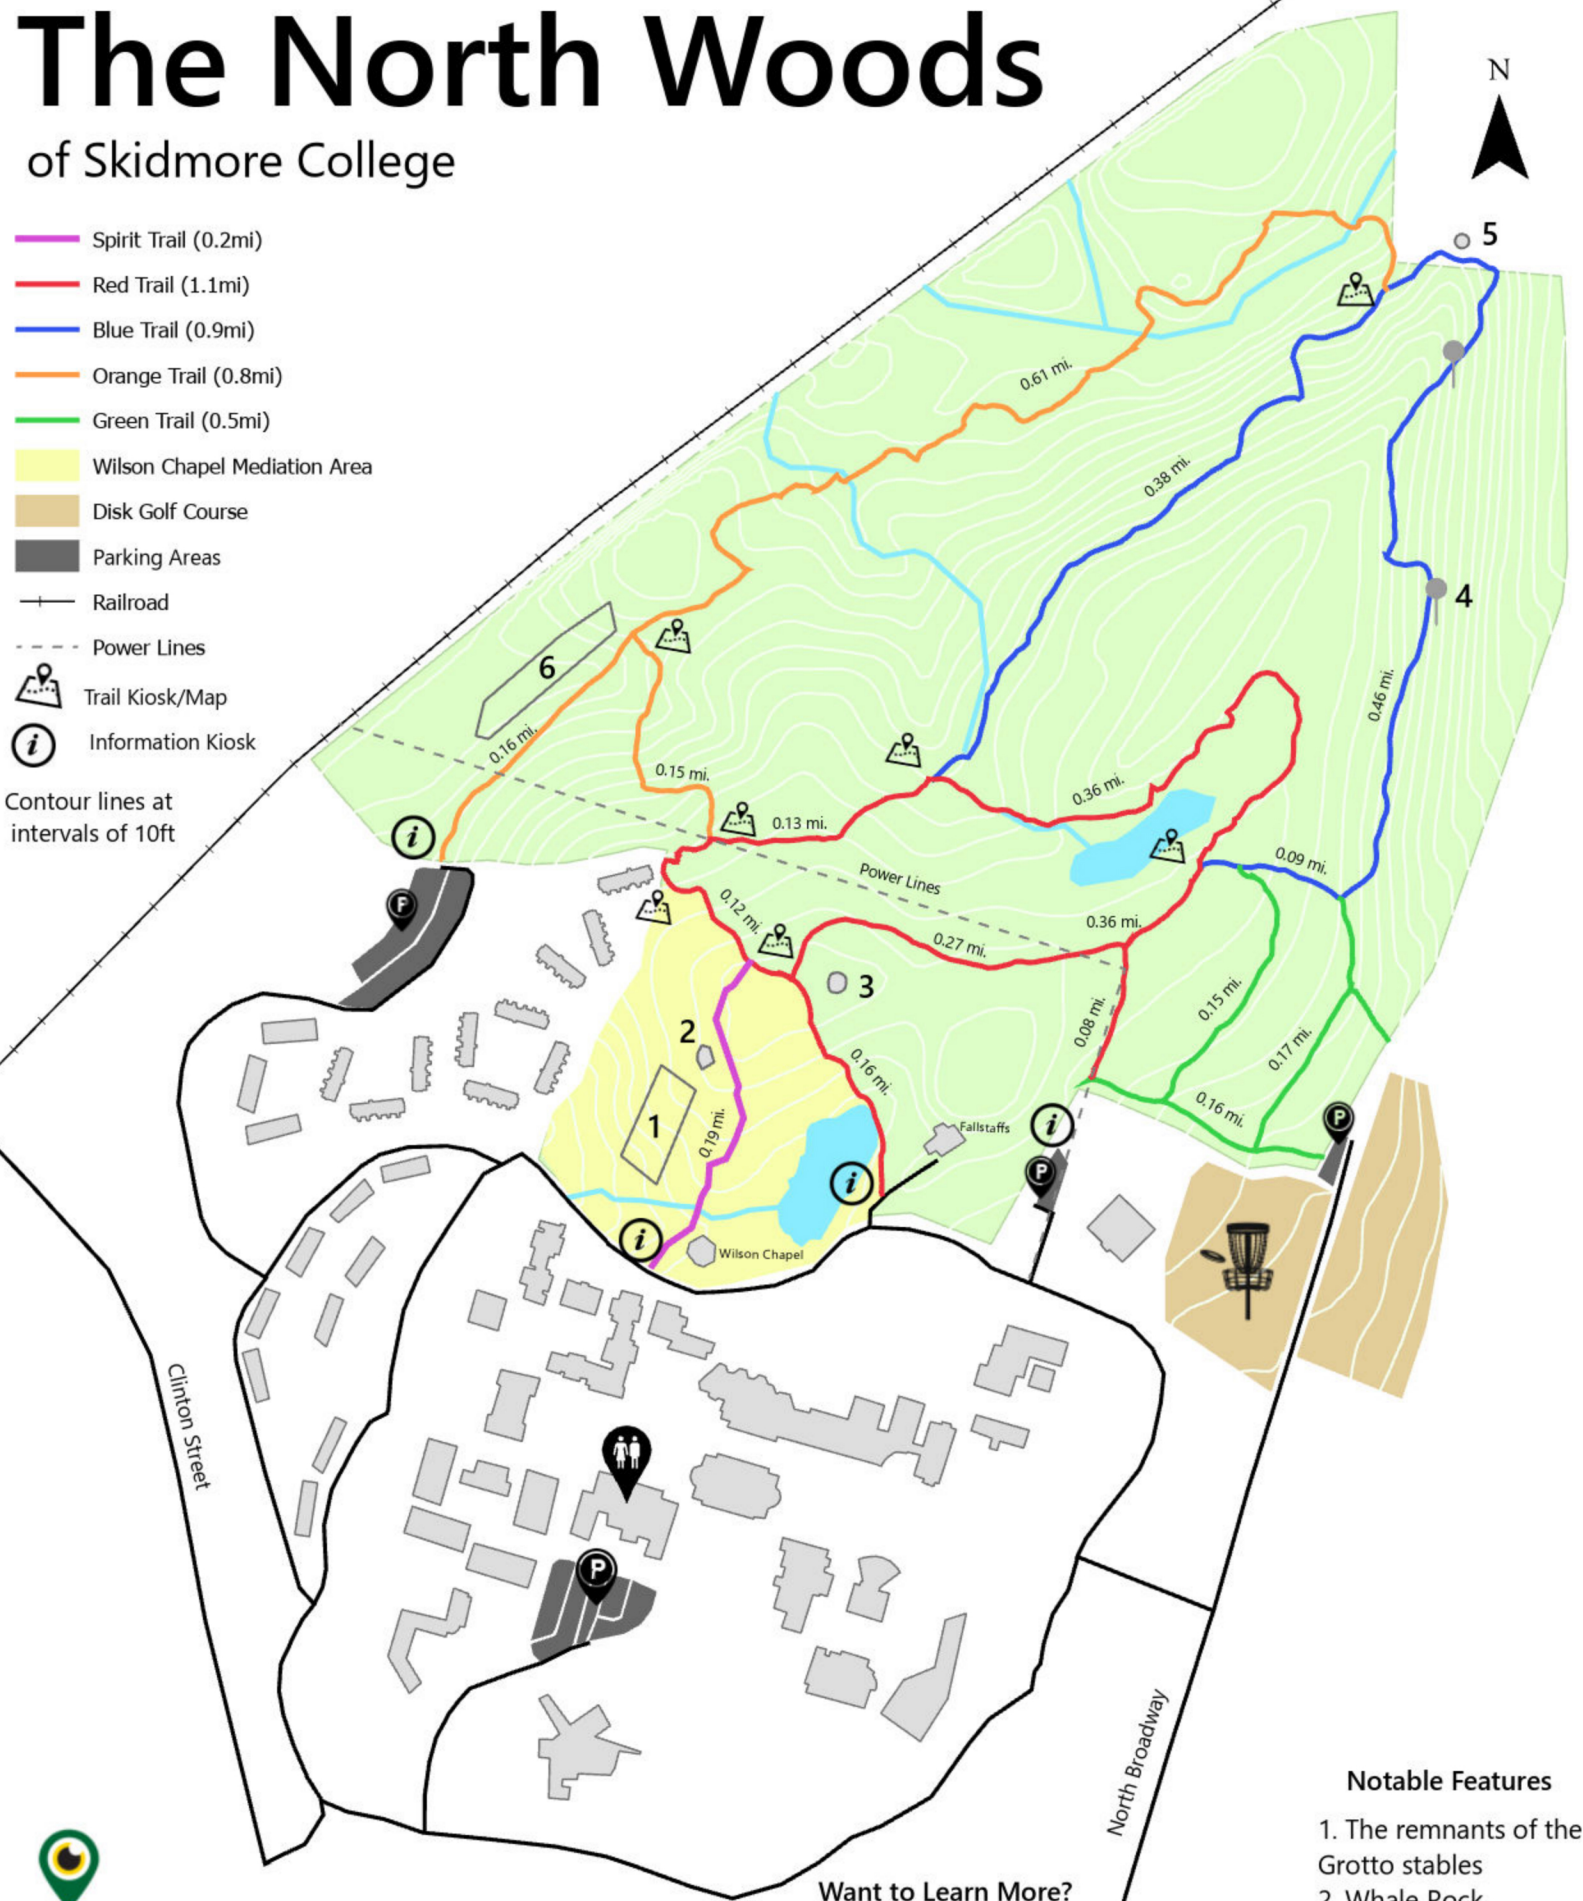 The North Woods
of Skidmore College
N
Spirit Trail (0.2mi)
Red Trail (1.1mi)
Blue Trail (0.9mi)
Orange Trail (0.8mi)
Green Trail (0.5mi)
Wilson Chapel Mediation Area
Disk Golf Course
Parking Areas
Railroad
Power Lines
Trail Kiosk/Map
i Information Kiosk
Contour lines at
intervals of 10ft
5
0.61 mi.
0.38 mi.
4
0.46 mi.
6
0.16 mi.
0.15 mi.
0.13 mi.
0.36 mi.
i
P
Power Lines
0.09 mi.
0.12 mi.
0.36 mi.
0.27 mi.
3
2
0.08 mi.
0.15 mi.
0.17 mi.
0.16 mi.
1
0.19 mi.
0.16 mi.
Fallstaffs
i
P
P
i
i
Wilson Chapel
Clinton Street
P
North Broadway
Notable Features
1. The remnants of the
Grotto stables
2. Whale Rock
Want to Learn More?